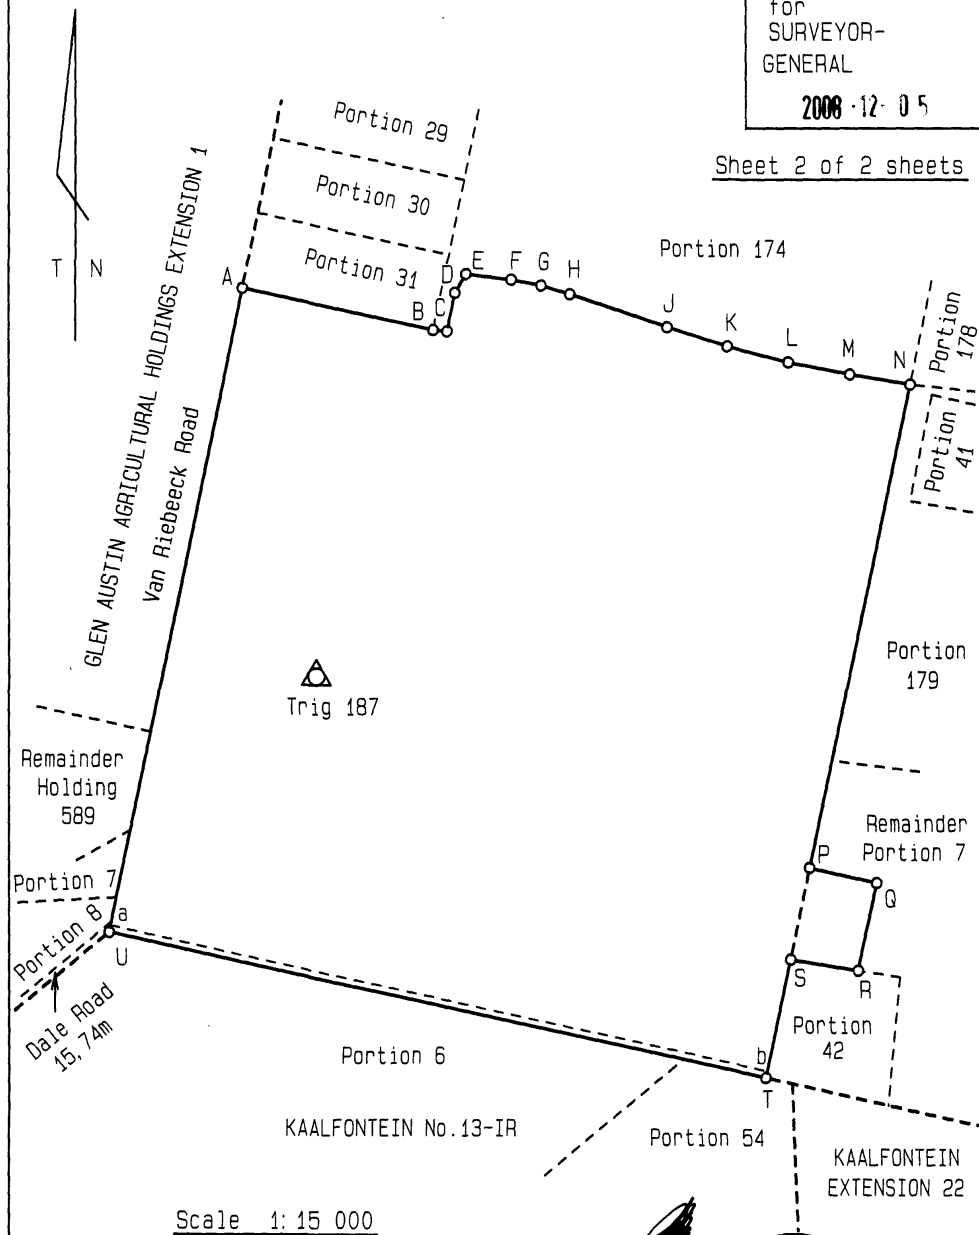 for
SURVEYOR-
GENERAL
2008-12-05
Sheet 2 of 2 sheets
T N
Portion 29
Portion 30
Portion 31
Portion 174
A
B
C
D
E
F
G
H
J
K
L
M
N
Portion
178
Portion
41
GLEN AUSTIN AGRICULTURAL HOLDINGS EXTENSION 1
Van Riebeeck Road
Trig 187
Portion
179
Remainder
Holding
589
Remainder
Portion 7
P
Q
Portion 7
Portion 8
a
U
S
R
Dale Road
15,74m
Portion
42
Portion 6
b
T
KAALFONTEIN No.13-IR
Portion 54
KAALFONTEIN
EXTENSION 22
Scale 1:15 000